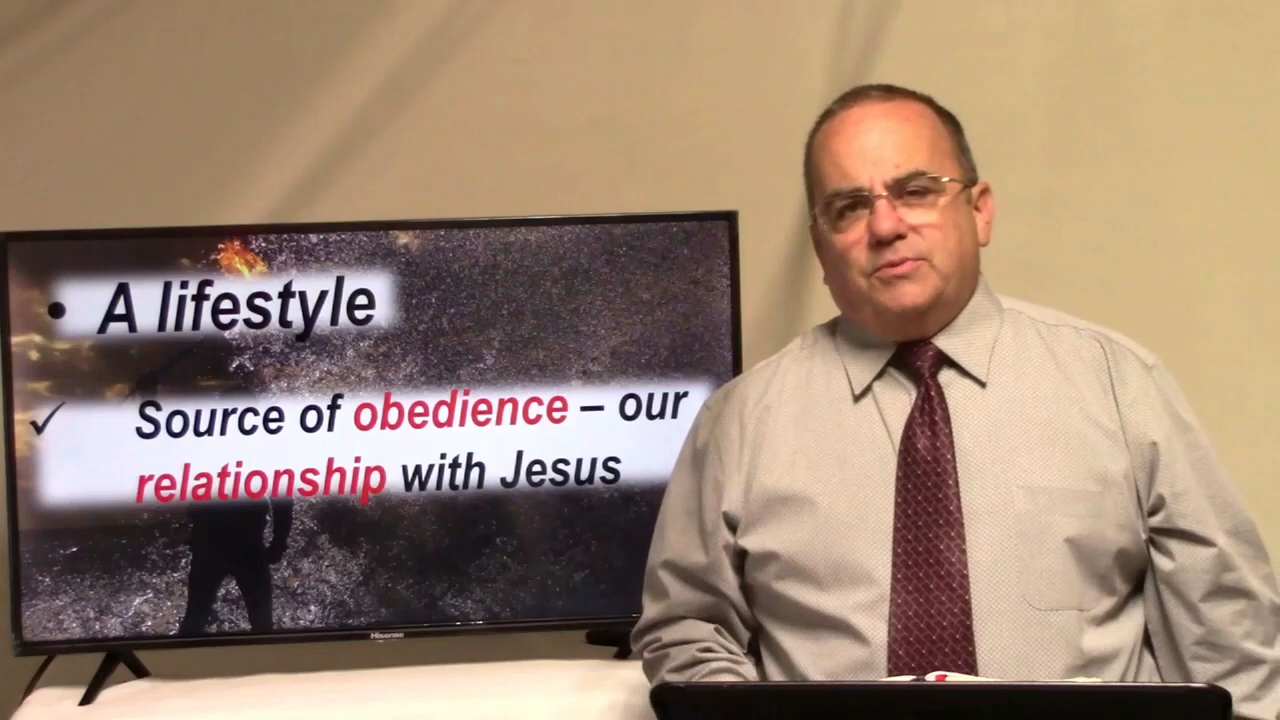 • A lifestyle
✓ Source of obedience – our
relationship with Jesus
Hisense